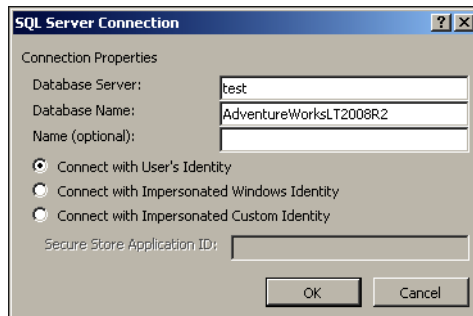 SQL Server Connection
Connection Properties
Database Server: test
Database Name: AdventureWorksLT2008R2
Name (optional):
Connect with User's Identity
Connect with Impersonated Windows Identity
Connect with Impersonated Custom Identity
Secure Store Application ID:
OK Cancel